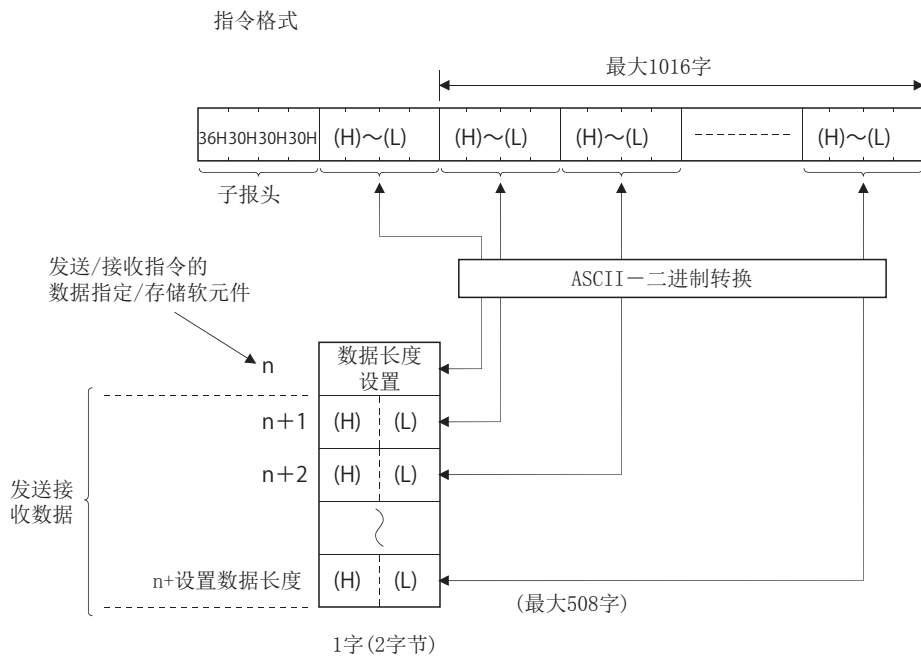 指令格式
最大1016字
36H30H30H30H (H)～(L) (H)～(L) (H)～(L) (H)～(L)
子报头
ASCII－二进制转换
发送/接收指令的
数据指定/存储软元件
n
数据长度
设置
n＋1 (H) (L)
n＋2 (H) (L)
发送接
收数据
n+设置数据长度 (H) (L)
(最大508字)
1字(2字节)